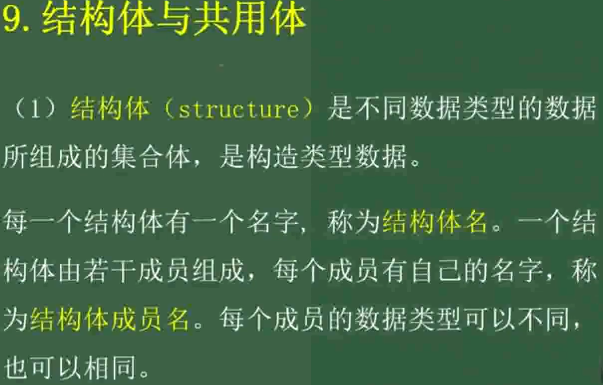 9. 结构体与共用体
（1）结构体（structure）是不同数据类型的数据
所组成的集合体，是构造类型数据。
每一个结构体有一个名字, 称为结构体名。一个结
构体由若干成员组成，每个成员有自己的名字，称
为结构体成员名。每个成员的数据类型可以不同，
也可以相同。